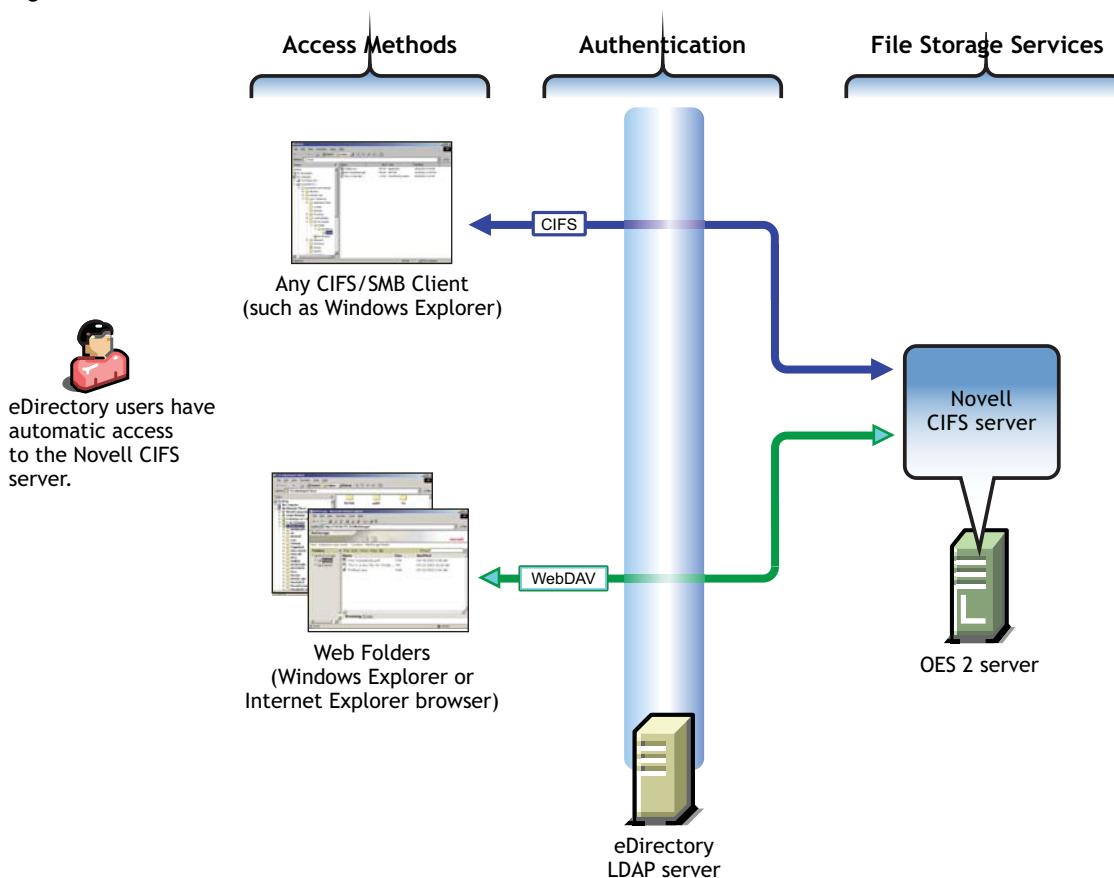 Access Methods
Authentication
File Storage Services
CIFS
Any CIFS/SMB Client
(such as Windows Explorer)
eDirectory users have
automatic access
to the Novell CIFS
server.
Novell
CIFS server
WebDAV
Web Folders
(Windows Explorer or
Internet Explorer browser)
OES 2 server
eDirectory
LDAP server